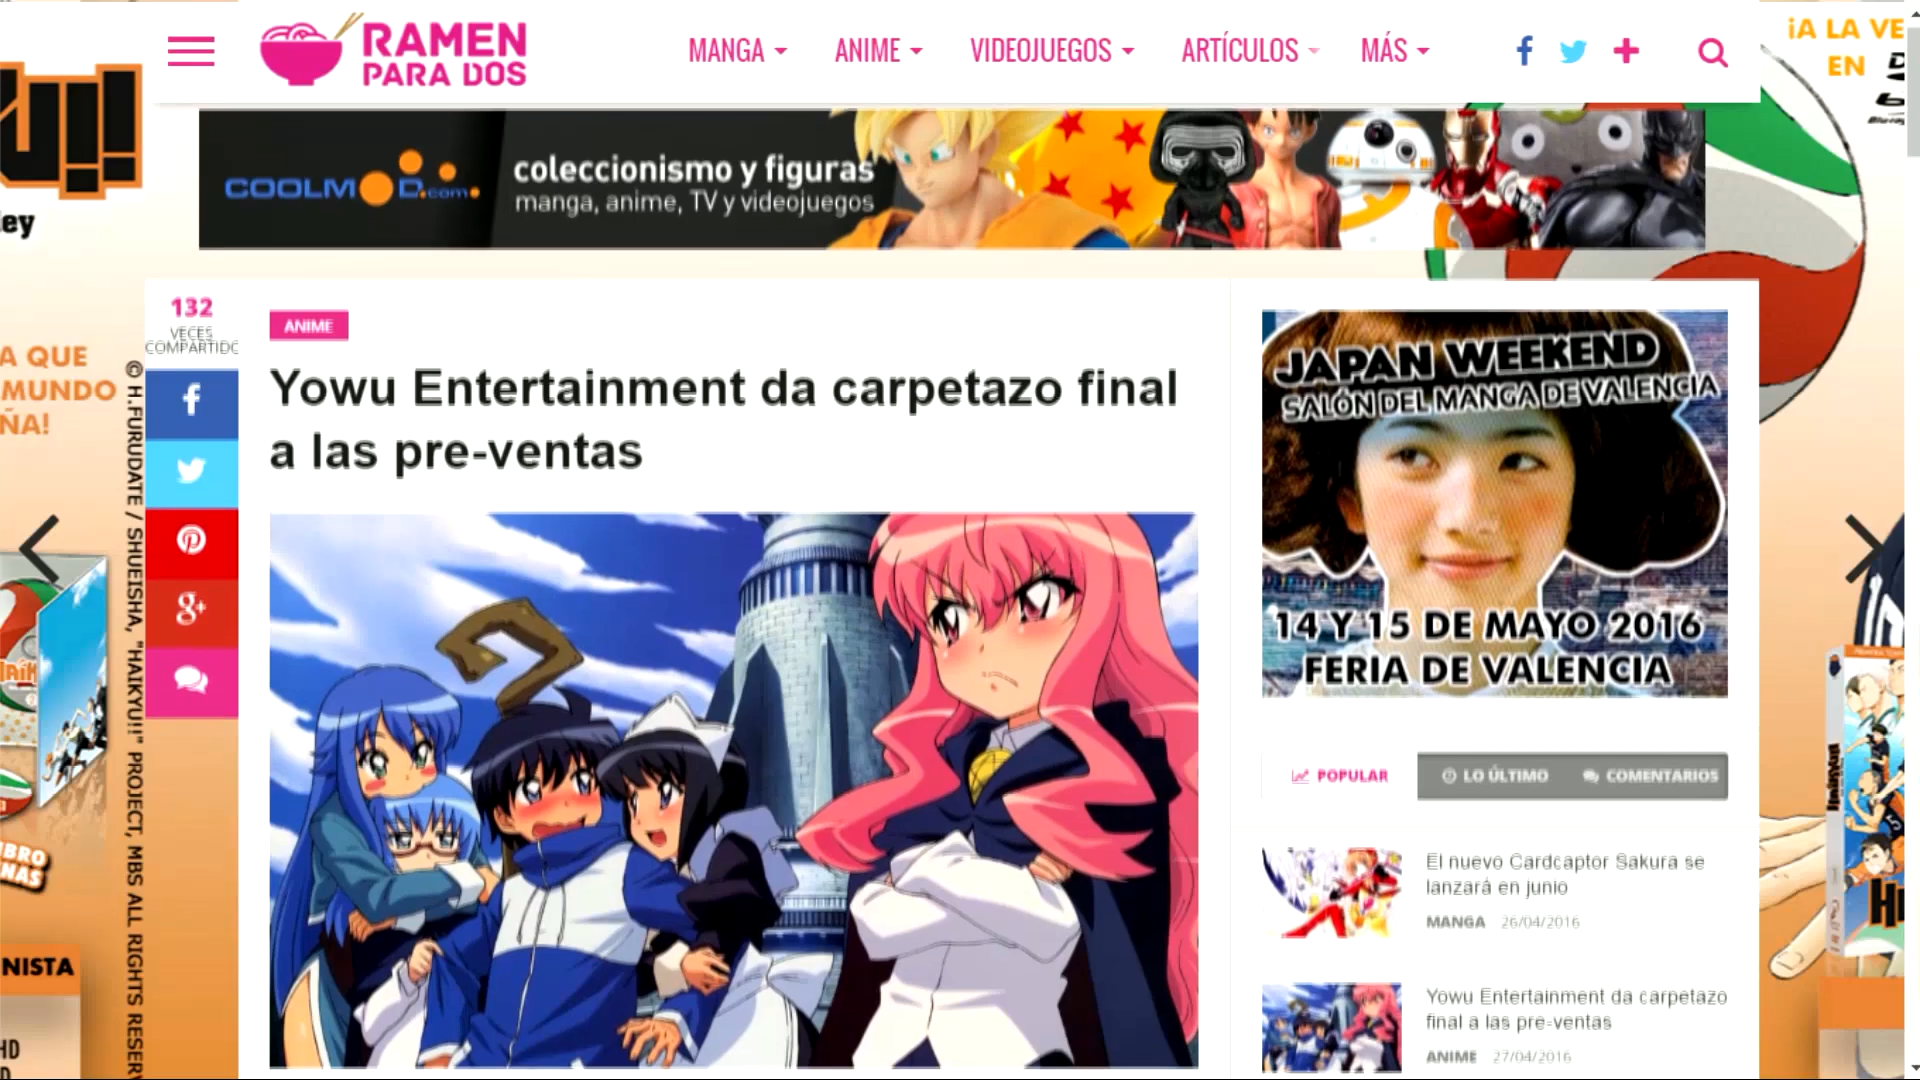 RAMEN
PARA DOS
MANGA
ANIME
VIDEOJUEGOS
ARTÍCULOS
MÁS
¡A LA VE
EN
COOLMOD.com
coleccionismo y figuras
manga, anime, TV y videojuegos
ey
132
VECES
COMPARTIDO
ANIME
Yowu Entertainment da carpetazo final
a las pre-ventas
A QUE
MUNDO
ÑA!
© H.FURUDATE / SHUEISHA, "HAIKYU!!" PROJECT, MBS ALL RIGHTS RESERV
JAPAN WEEKEND
SALÓN DEL MANGA DE VALENCIA
14 Y 15 DE MAYO 2016
FERIA DE VALENCIA
POPULAR
LO ÚLTIMO
COMENTARIOS
El nuevo Cardcaptor Sakura se
lanzará en junio
MANGA 26/04/2016
Yowu Entertainment da carpetazo
final a las pre-ventas
ANIME 27/04/2016
BRO
NAS
NISTA
HD
D